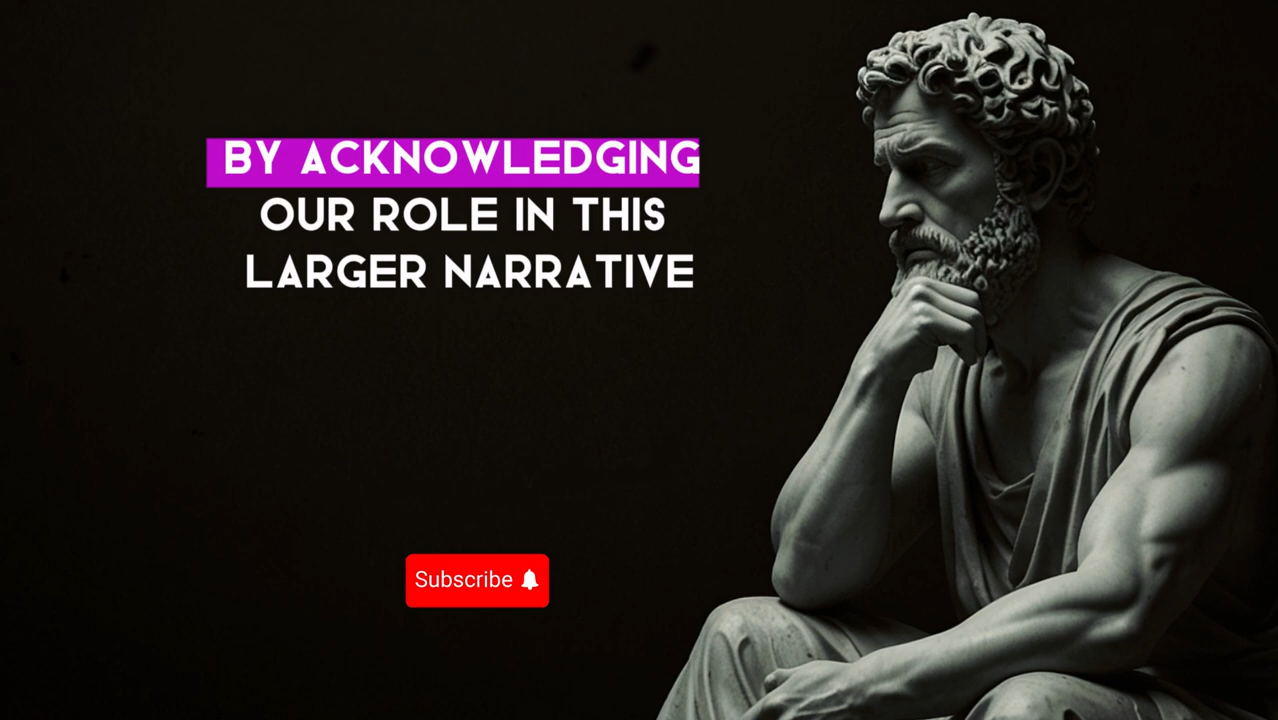 BY ACKNOWLEDGING
OUR ROLE IN THIS
LARGER NARRATIVE
Subscribe